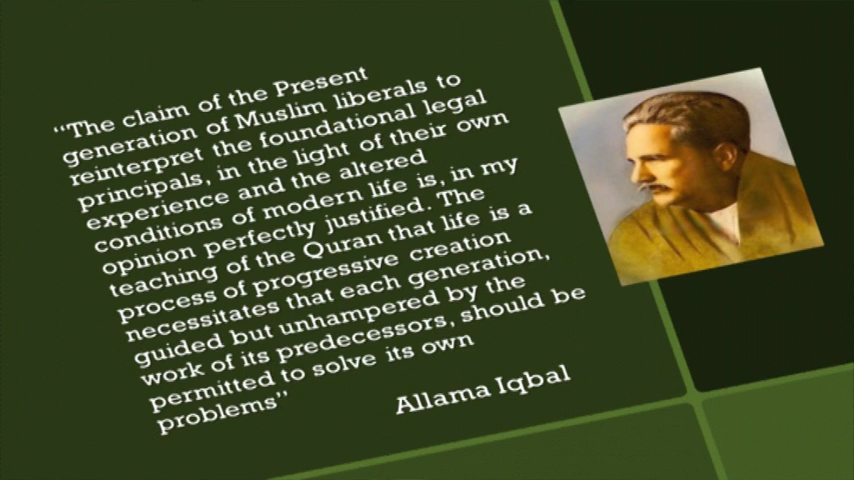 “The claim of the Present
generation of Muslim liberals to
reinterpret the foundational legal
principals, in the light of their own
experience and the altered
conditions of modern life is, in my
opinion perfectly justified. The
teaching of the Quran that life is a
process of progressive creation
necessitates that each generation,
guided but unhampered by the
work of its predecessors, should be
permitted to solve its own
problems”
Allama Iqbal